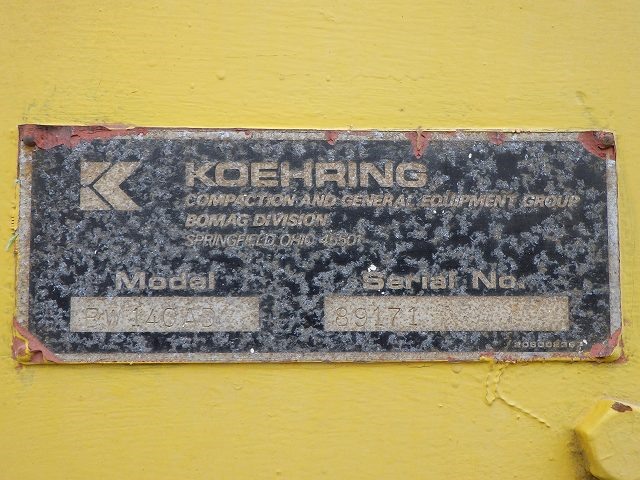 KOEHRING
COMPACTION AND GENERAL EQUIPMENT GROUP
BOMAG DIVISION
SPRINGFIELD OHIO 45501
Model Serial No.
89171